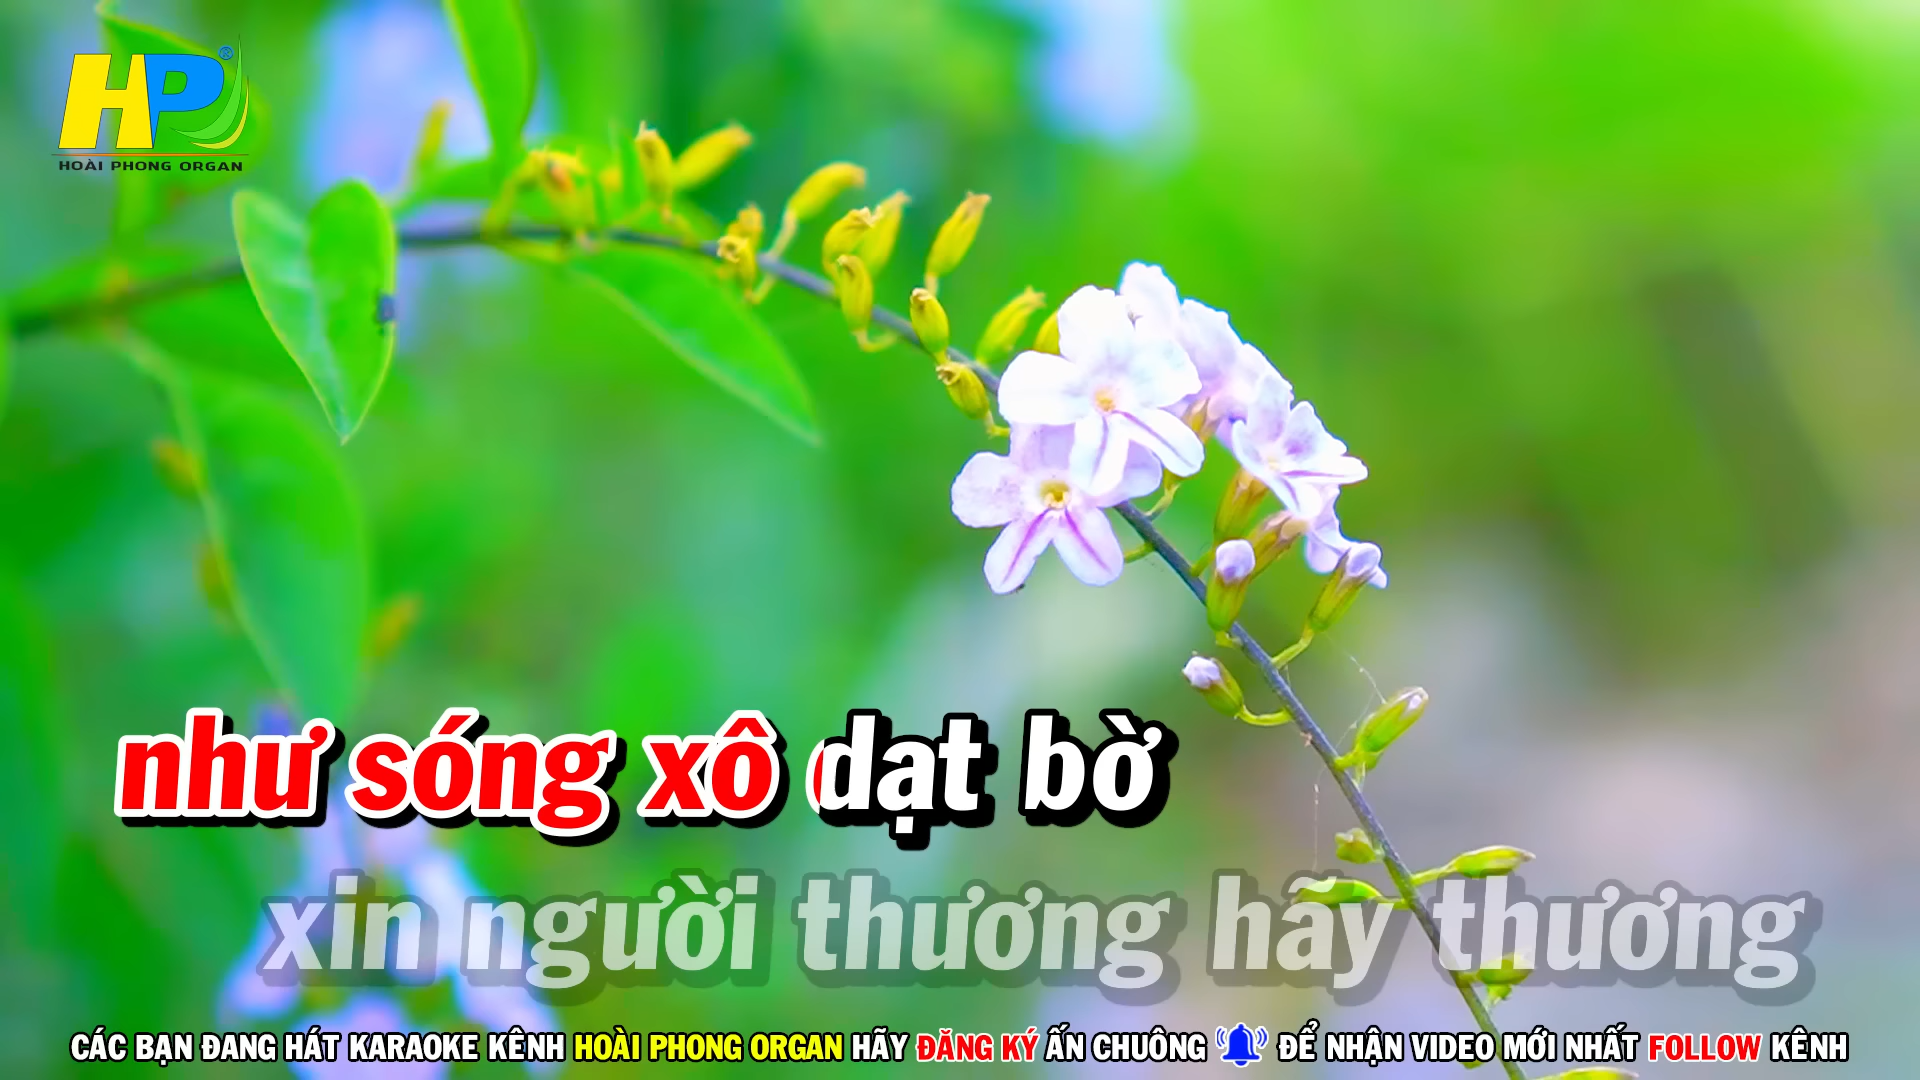 HP®
HOÀI PHONG ORGAN
như sóng xô dạt bờ
xin người thương hãy thương
CÁC BẠN ĐANG HÁT KARAOKE KÊNH HOÀI PHONG ORGAN HÃY ĐĂNG KÝ ẤN CHUÔNG ĐỂ NHẬN VIDEO MỚI NHẤT FOLLOW KÊNH